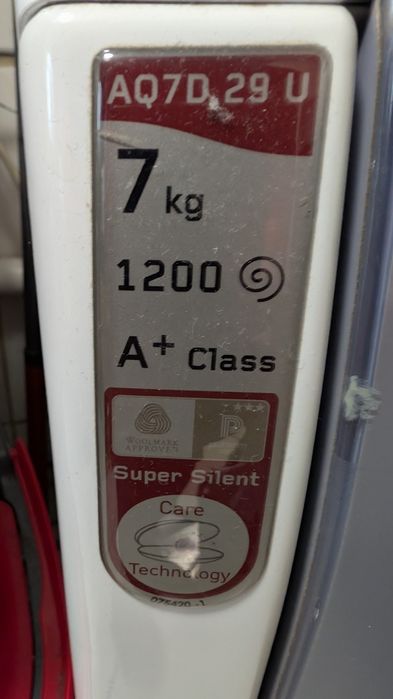 AQ7D 29 U
7 kg
1200
A+ Class
WOOLMARK
APPROVED
P
Super Silent
Care
Technology